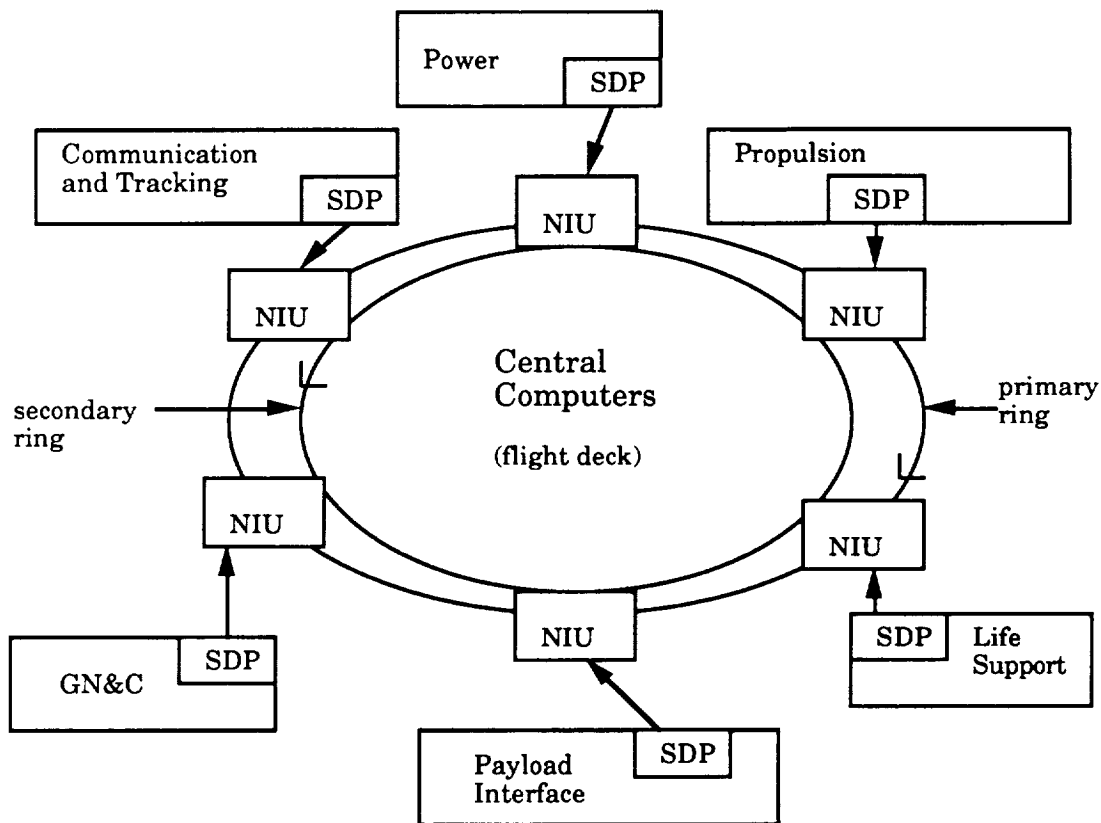 Power
SDP
Communication
and Tracking
SDP
Propulsion
SDP
NIU
NIU
NIU
Central
Computers
(flight deck)
secondary
ring
primary
ring
NIU
NIU
NIU
SDP
GN&C
SDP
Life
Support
SDP
Payload
Interface